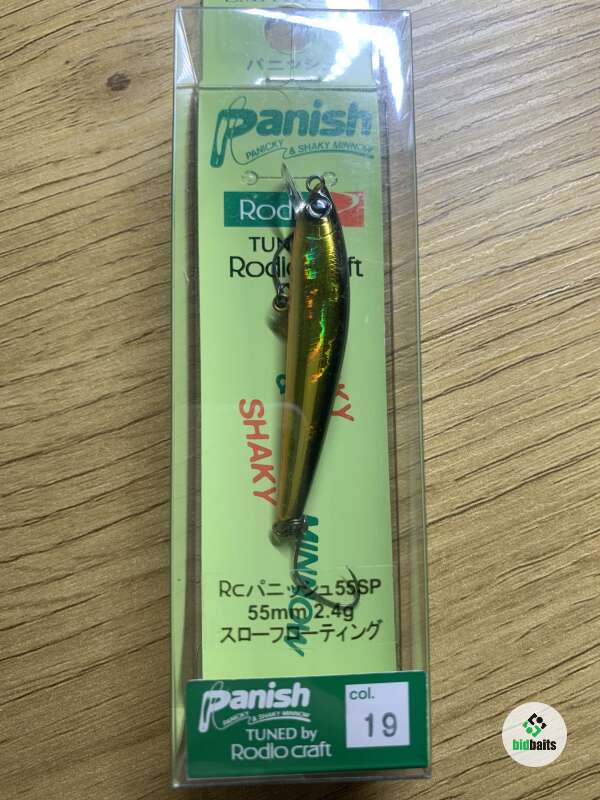 パニッシュ
Panish
PANICKY & SHAKY MINNOW
Rodio
TUNED
Rodio craft
&
SHAKY
MINNOW
RCパニッシュ55SP
55mm 2.4g
スローフローティング
Panish
PANICKY & SHAKY MINNOW
TUNED by
Rodio craft
col.
19
bidbaits